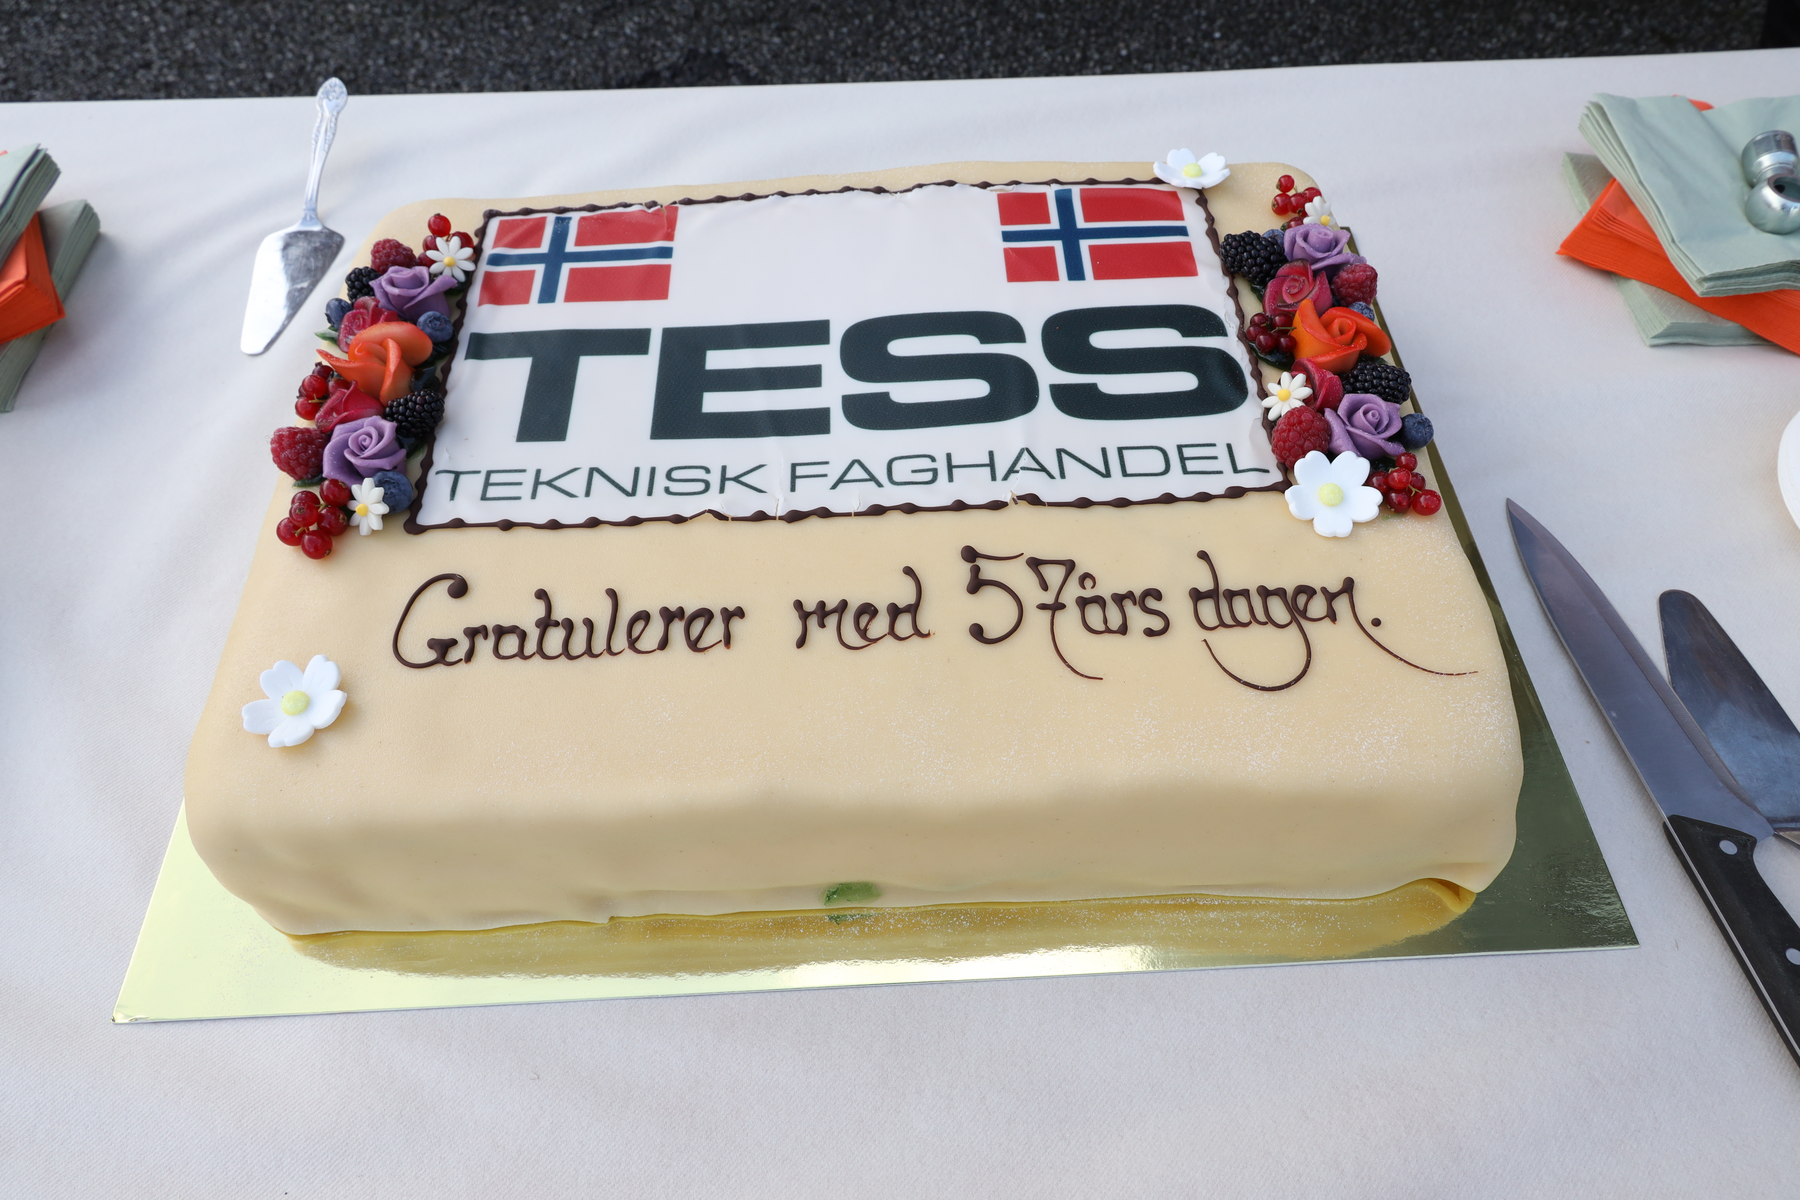 TESS
TEKNISK FAGHANDEL
Gratulerer med 57års dagen.